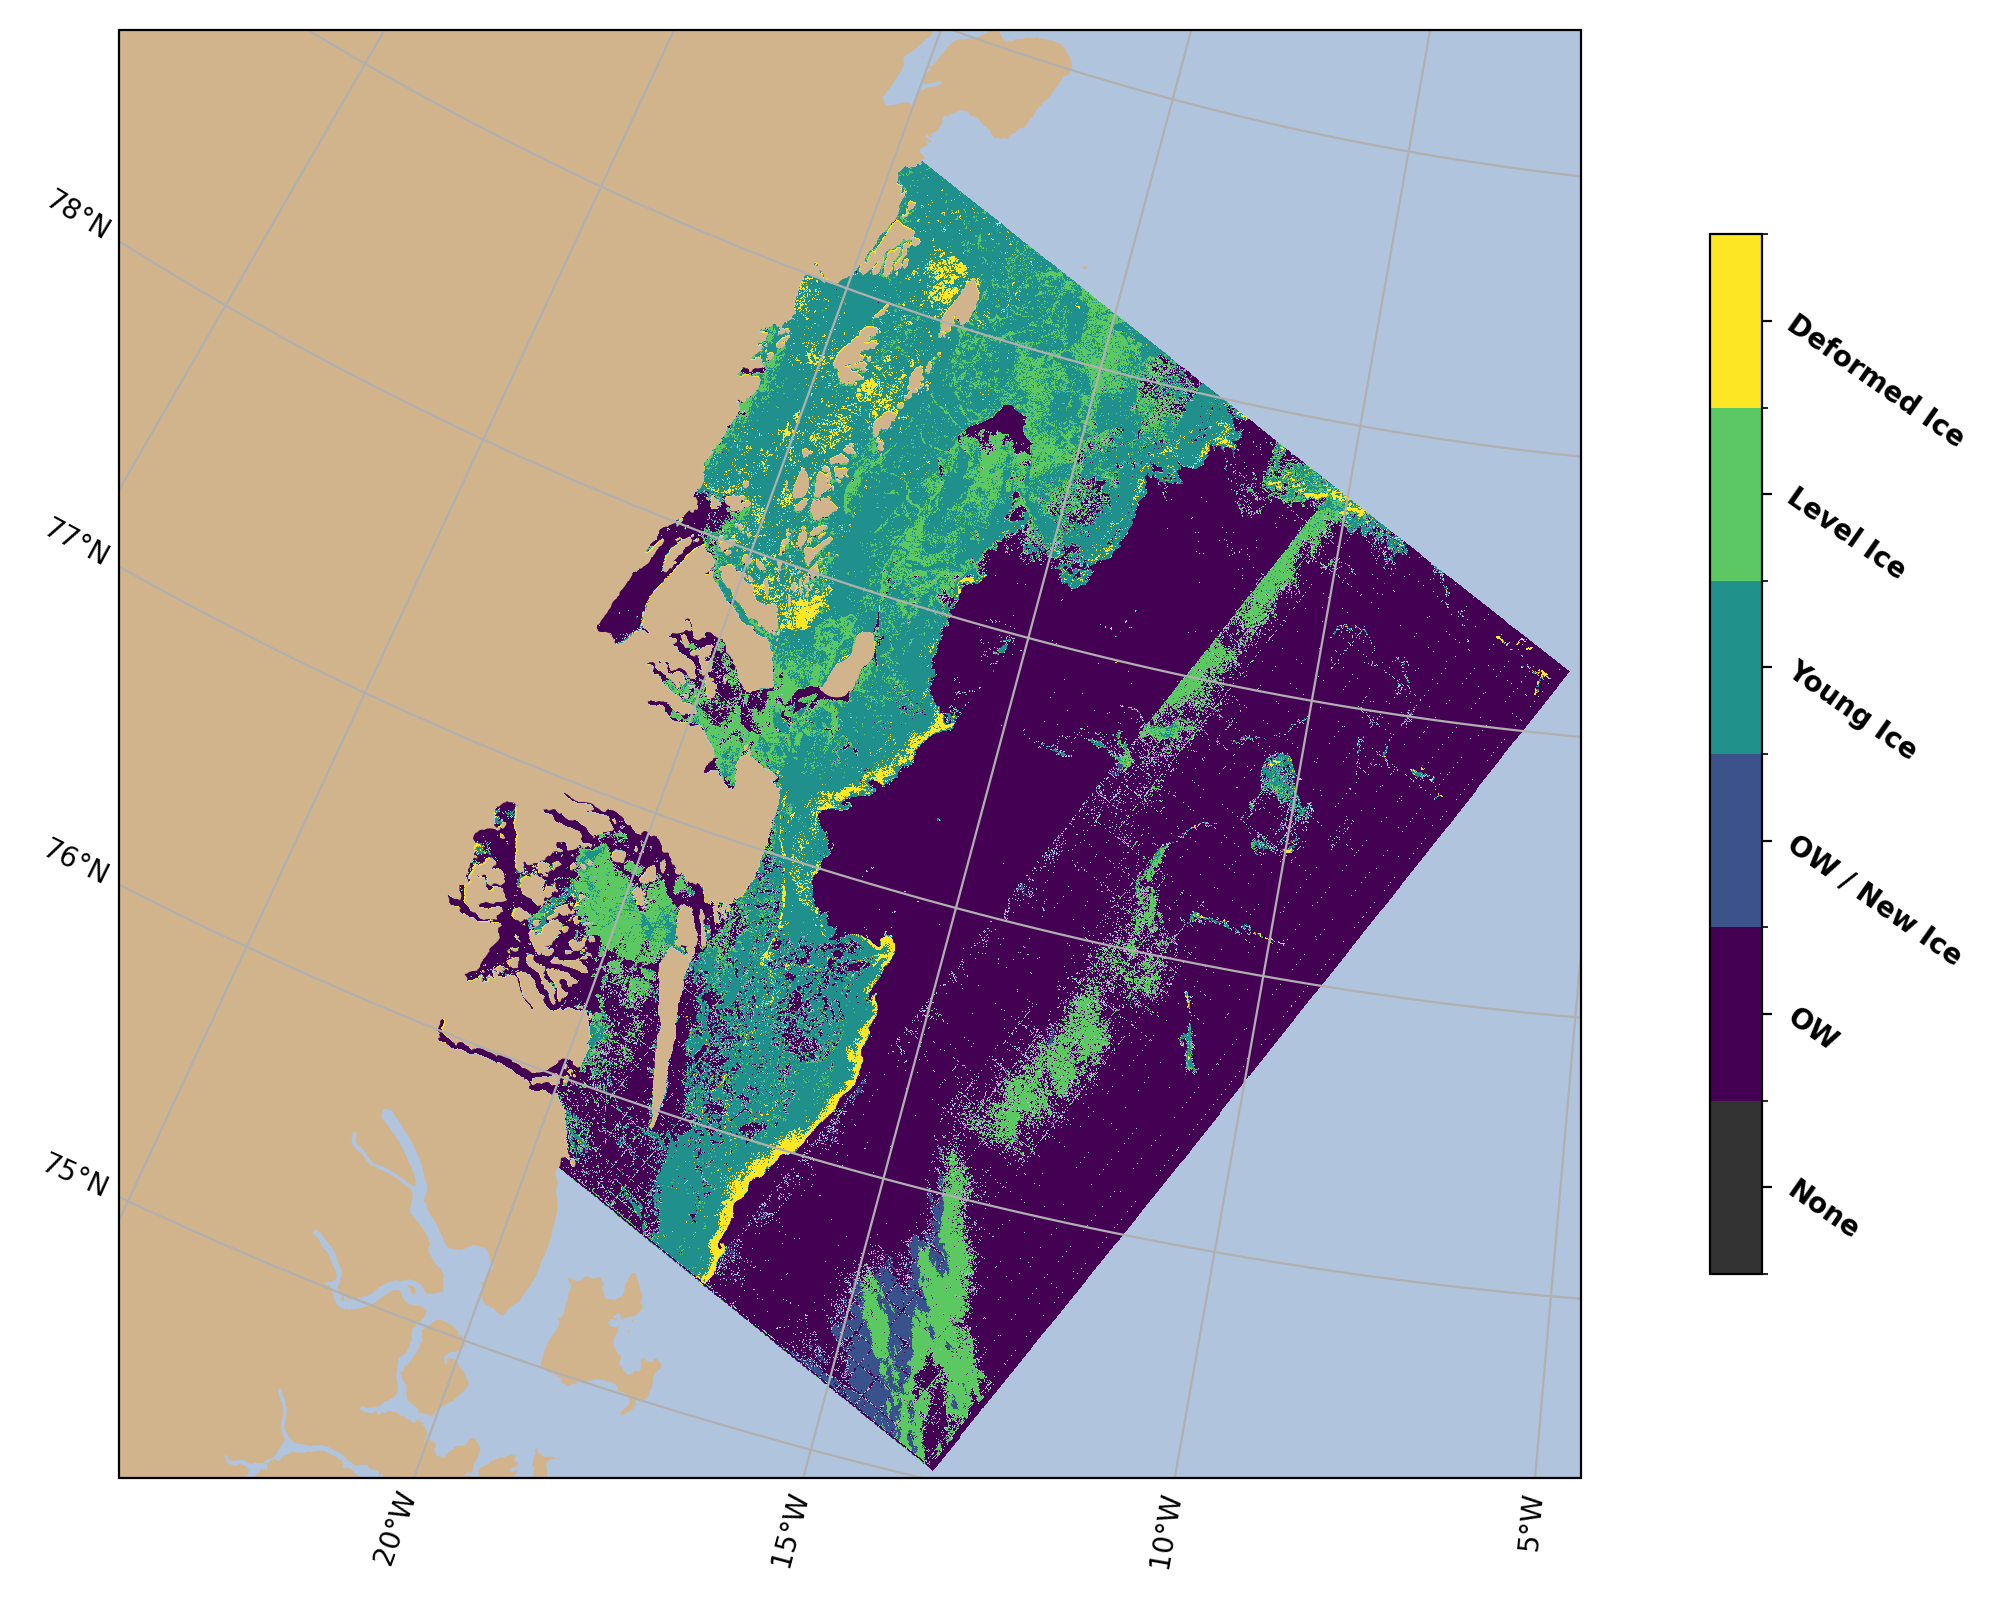 78°N
77°N
76°N
75°N
20°W
15°W
10°W
5°W
Deformed Ice
Level Ice
Young Ice
OW / New Ice
OW
None